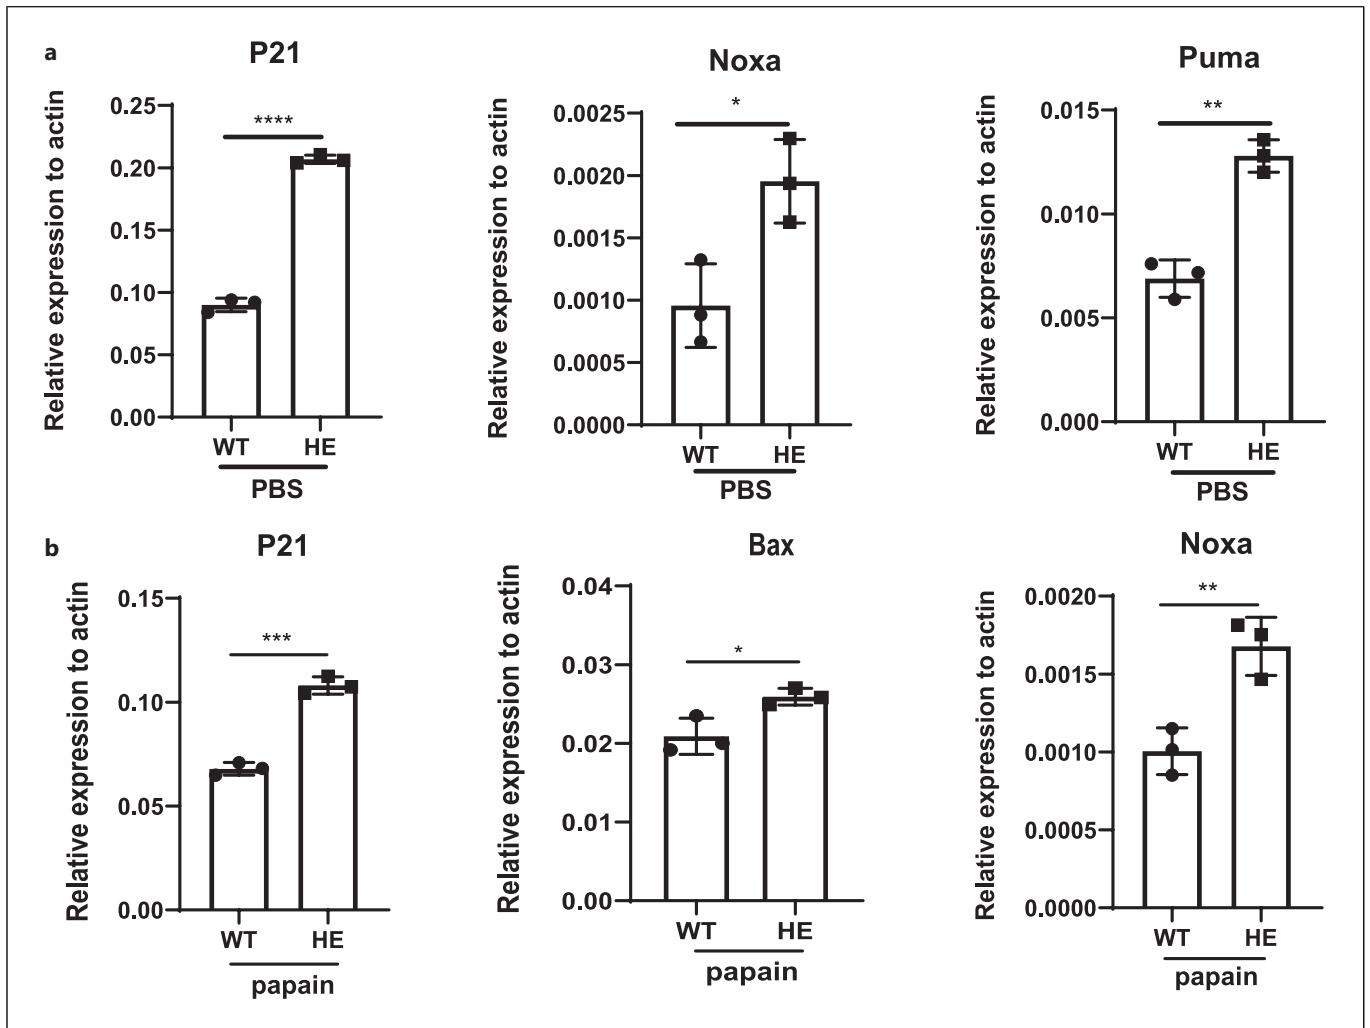 a
P21
Relative expression to actin
0.25
0.20
0.15
0.10
0.05
0.00
****
WT HE
PBS
Noxa
Relative expression to actin
0.0025
0.0020
0.0015
0.0010
0.0005
0.0000
*
WT HE
PBS
Puma
Relative expression to actin
0.015
0.010
0.005
0.000
**
WT HE
PBS
b
P21
Relative expression to actin
0.15
0.10
0.05
0.00
***
WT HE
papain
Bax
Relative expression to actin
0.04
0.03
0.02
0.01
0.00
*
WT HE
papain
Noxa
Relative expression to actin
0.0020
0.0015
0.0010
0.0005
0.0000
**
WT HE
papain